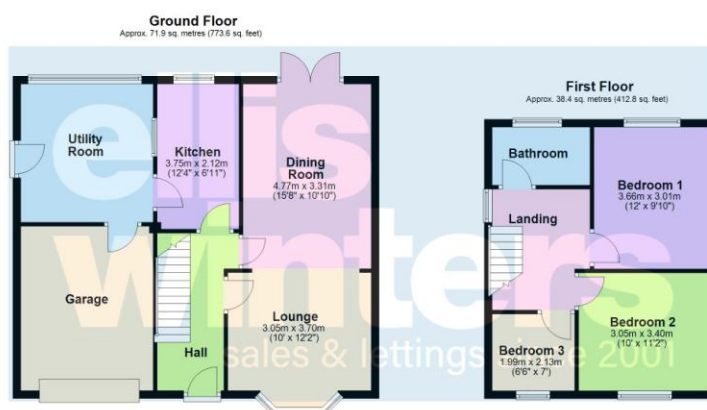 Ground Floor
Approx. 71.9 sq. metres (773.6 sq. feet)
Utility
Room
Kitchen
3.75m x 2.12m
(12'4" x 6'11")
Dining
Room
4.77m x 3.31m
(15'8" x 10'10")
Garage
Hall
Lounge
3.05m x 3.70m
(10' x 12'2")
First Floor
Approx. 38.4 sq. metres (412.8 sq. feet)
Bathroom
Bedroom 1
3.66m x 3.01m
(12' x 9'10")
Landing
Bedroom 2
3.05m x 3.40m
(10' x 11'2")
Bedroom 3
1.99m x 2.13m
(6'6" x 7')
ellis
winters
sales & lettings since 2001